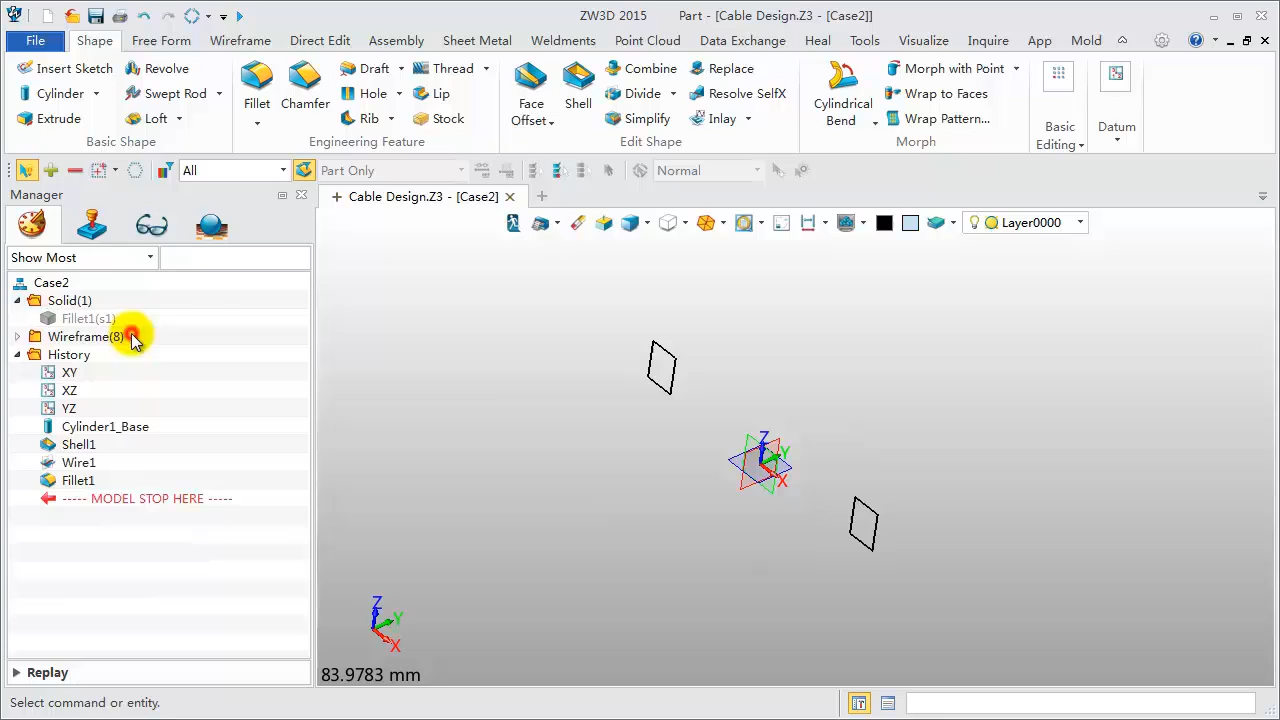 ZW3D 2015 Part - [Cable Design.Z3 - [Case2]]
File Shape Free Form Wireframe Direct Edit Assembly Sheet Metal Weldments Point Cloud Data Exchange Heal Tools Visualize Inquire App Mold
Insert Sketch Revolve Draft Thread Combine Replace Morph with Point
Cylinder Swept Rod Fillet Chamfer Hole Lip Face Offset Shell Divide Resolve SelfX Cylindrical Bend Wrap to Faces
Extrude Loft Rib Stock Simplify Inlay Wrap Pattern... Basic Editing Datum
Basic Shape Engineering Feature Edit Shape Morph
All Part Only Normal
Manager Cable Design.Z3 - [Case2]
Layer0000
Show Most
Case2
Solid(1)
Fillet1(s1)
Wireframe(8)
History
XY
XZ
YZ
Cylinder1_Base
Shell1
Wire1
Fillet1
----- MODEL STOP HERE -----
Z
Y
X
Z
Y
X
83.9783 mm
Replay
Select command or entity.